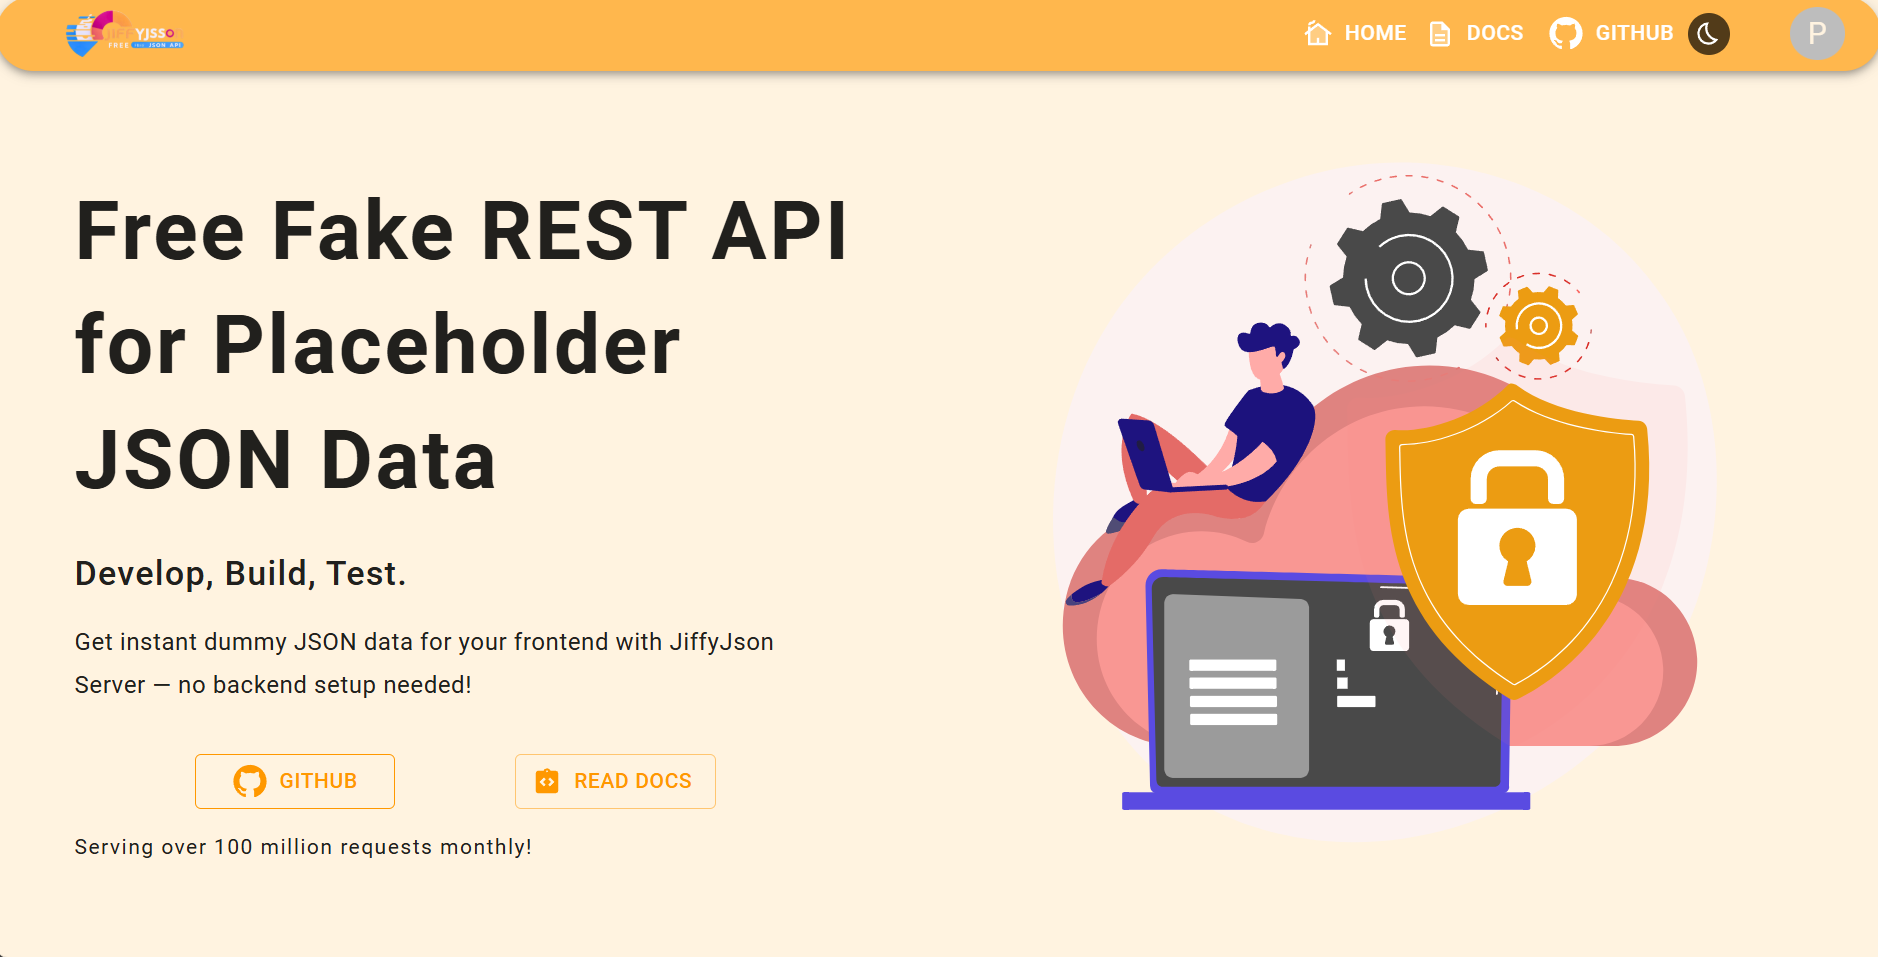 JIFFYJSSO
FREE JSON API
HOME
DOCS
GITHUB
P
Free Fake REST API
for Placeholder
JSON Data
Develop, Build, Test.
Get instant dummy JSON data for your frontend with JiffyJson
Server — no backend setup needed!
GITHUB
READ DOCS
Serving over 100 million requests monthly!